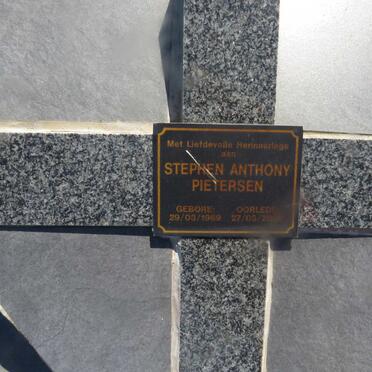 Met Liefdevolle Herinneringe
aan
STEPHEN ANTHONY
PIETERSEN
GEBORE: OORLEDE:
29/03/1969